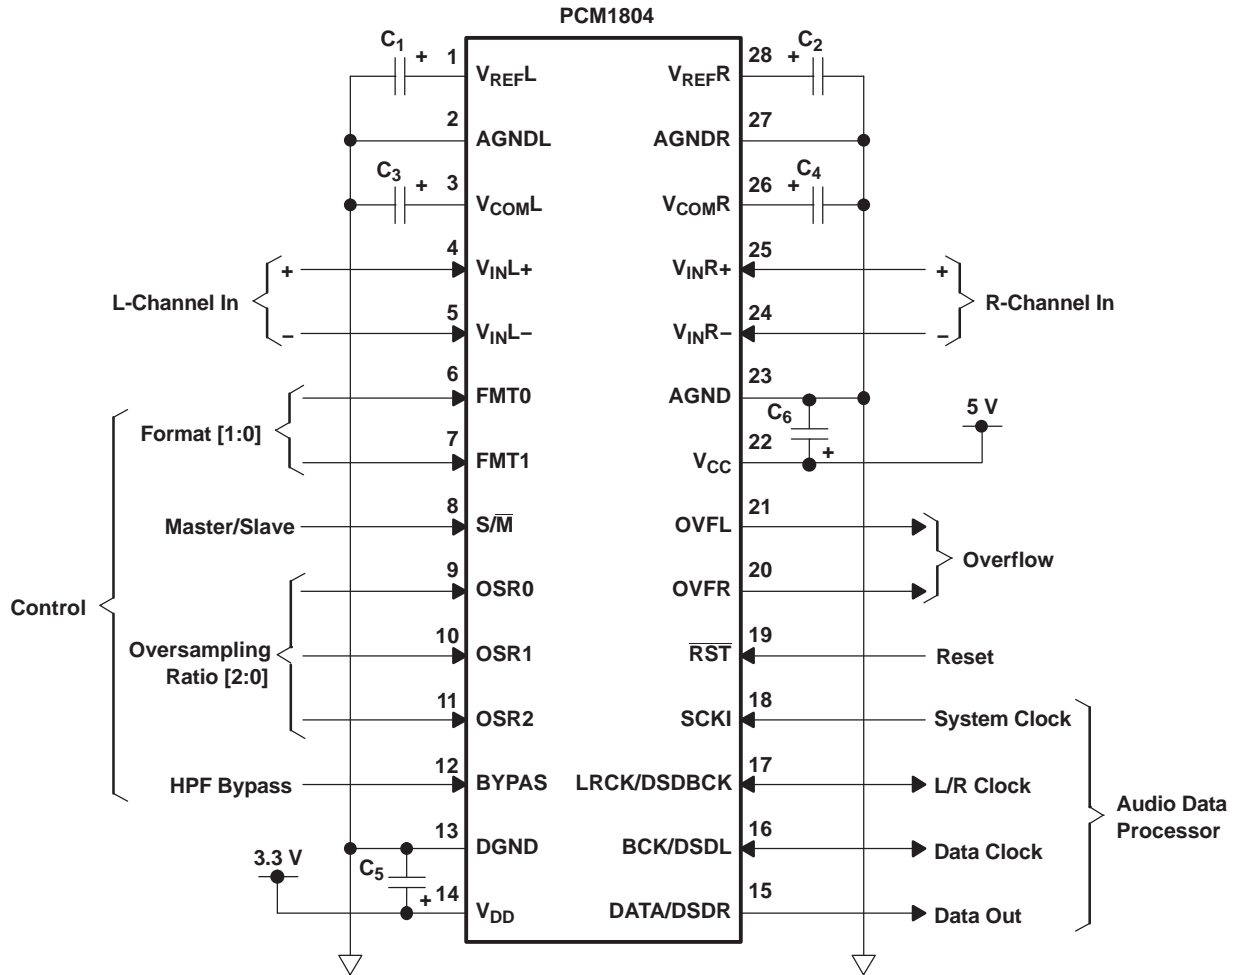 PCM1804
C1
+
1
VREFL
2
AGNDL
C3
+
3
VCOML
4
VINL+
5
VINL−
L-Channel In
+
−
6
FMT0
7
FMT1
Format [1:0]
8
S/M̅
Master/Slave
9
OSR0
10
OSR1
11
OSR2
Oversampling
Ratio [2:0]
Control
12
BYPAS
HPF Bypass
13
DGND
3.3 V
C5
+
14
VDD
28
VREFR
+
C2
27
AGNDR
26
VCOMR
+
C4
25
VINR+
24
VINR−
+
−
R-Channel In
23
AGND
C6
+
5 V
22
VCC
21
OVFL
20
OVFR
Overflow
19
R̅S̅T̅
Reset
18
SCKI
System Clock
17
LRCK/DSDBCK
L/R Clock
16
BCK/DSDL
Data Clock
15
DATA/DSDR
Data Out
Audio Data
Processor